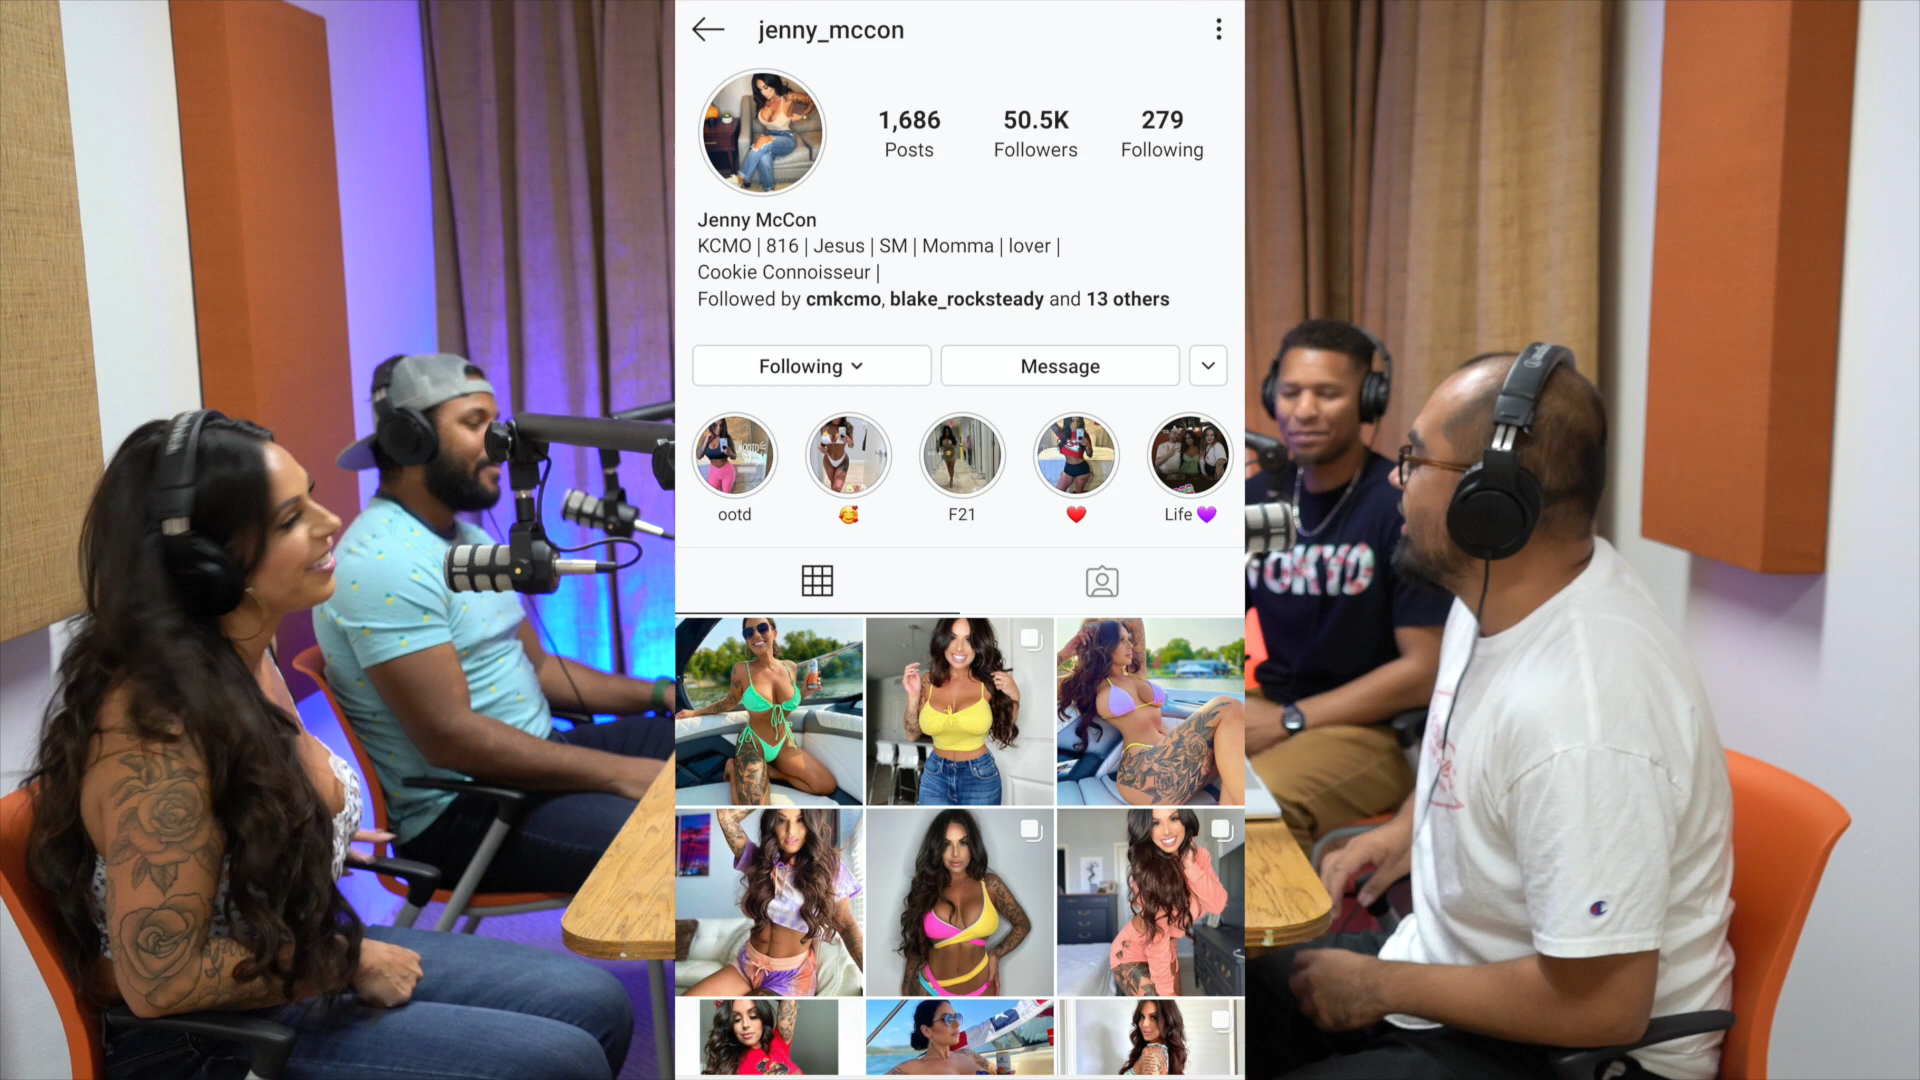 jenny_mccon
1,686
50.5K
279
Posts
Followers
Following
Jenny McCon
KCMO | 816 | Jesus | SM | Momma | lover |
Cookie Connoisseur |
Followed by cmkcmo, blake_rocksteady and 13 others
Following
Message
ootd
F21
Life
TOKYO